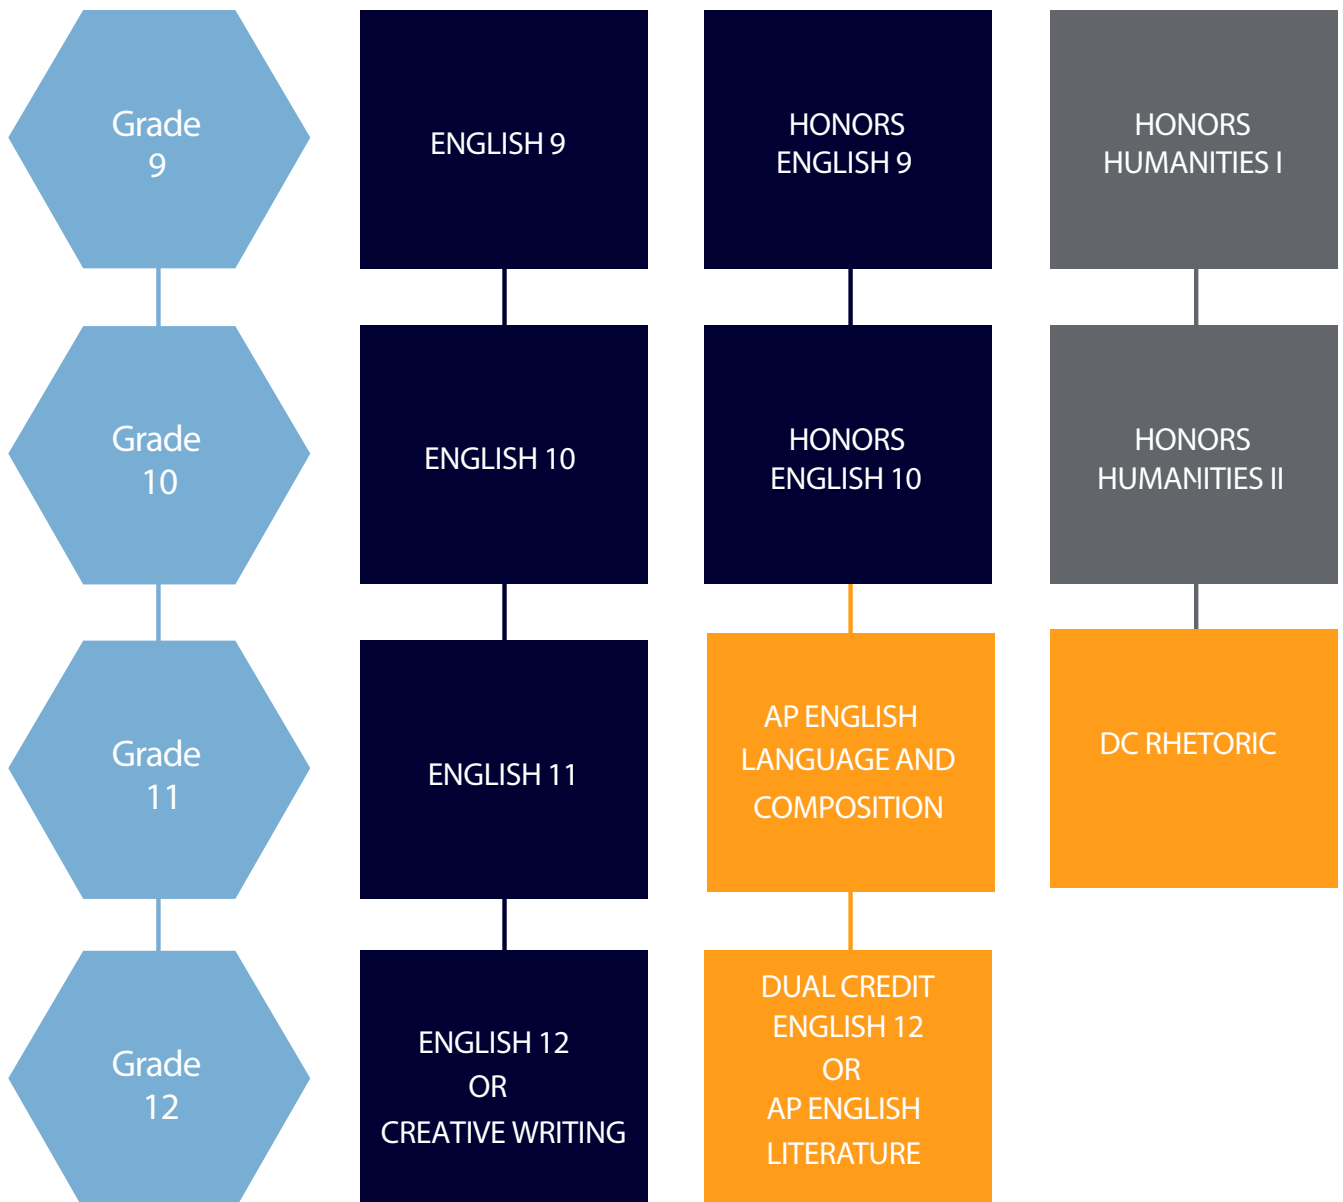 Grade
9
ENGLISH 9
HONORS
ENGLISH 9
HONORS
HUMANITIES I
Grade
10
ENGLISH 10
HONORS
ENGLISH 10
HONORS
HUMANITIES II
Grade
11
ENGLISH 11
AP ENGLISH
LANGUAGE AND
COMPOSITION
DC RHETORIC
Grade
12
ENGLISH 12
OR
CREATIVE WRITING
DUAL CREDIT
ENGLISH 12
OR
AP ENGLISH
LITERATURE